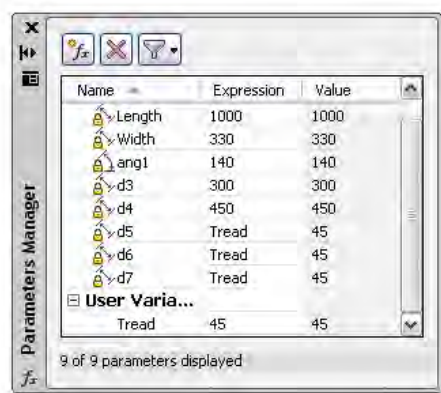 Parameters Manager
fx
Name Expression Value
Length 1000 1000
Width 330 330
ang1 140 140
d3 300 300
d4 450 450
d5 Tread 45
d6 Tread 45
d7 Tread 45
User Varia...
Tread 45 45
9 of 9 parameters displayed
fx